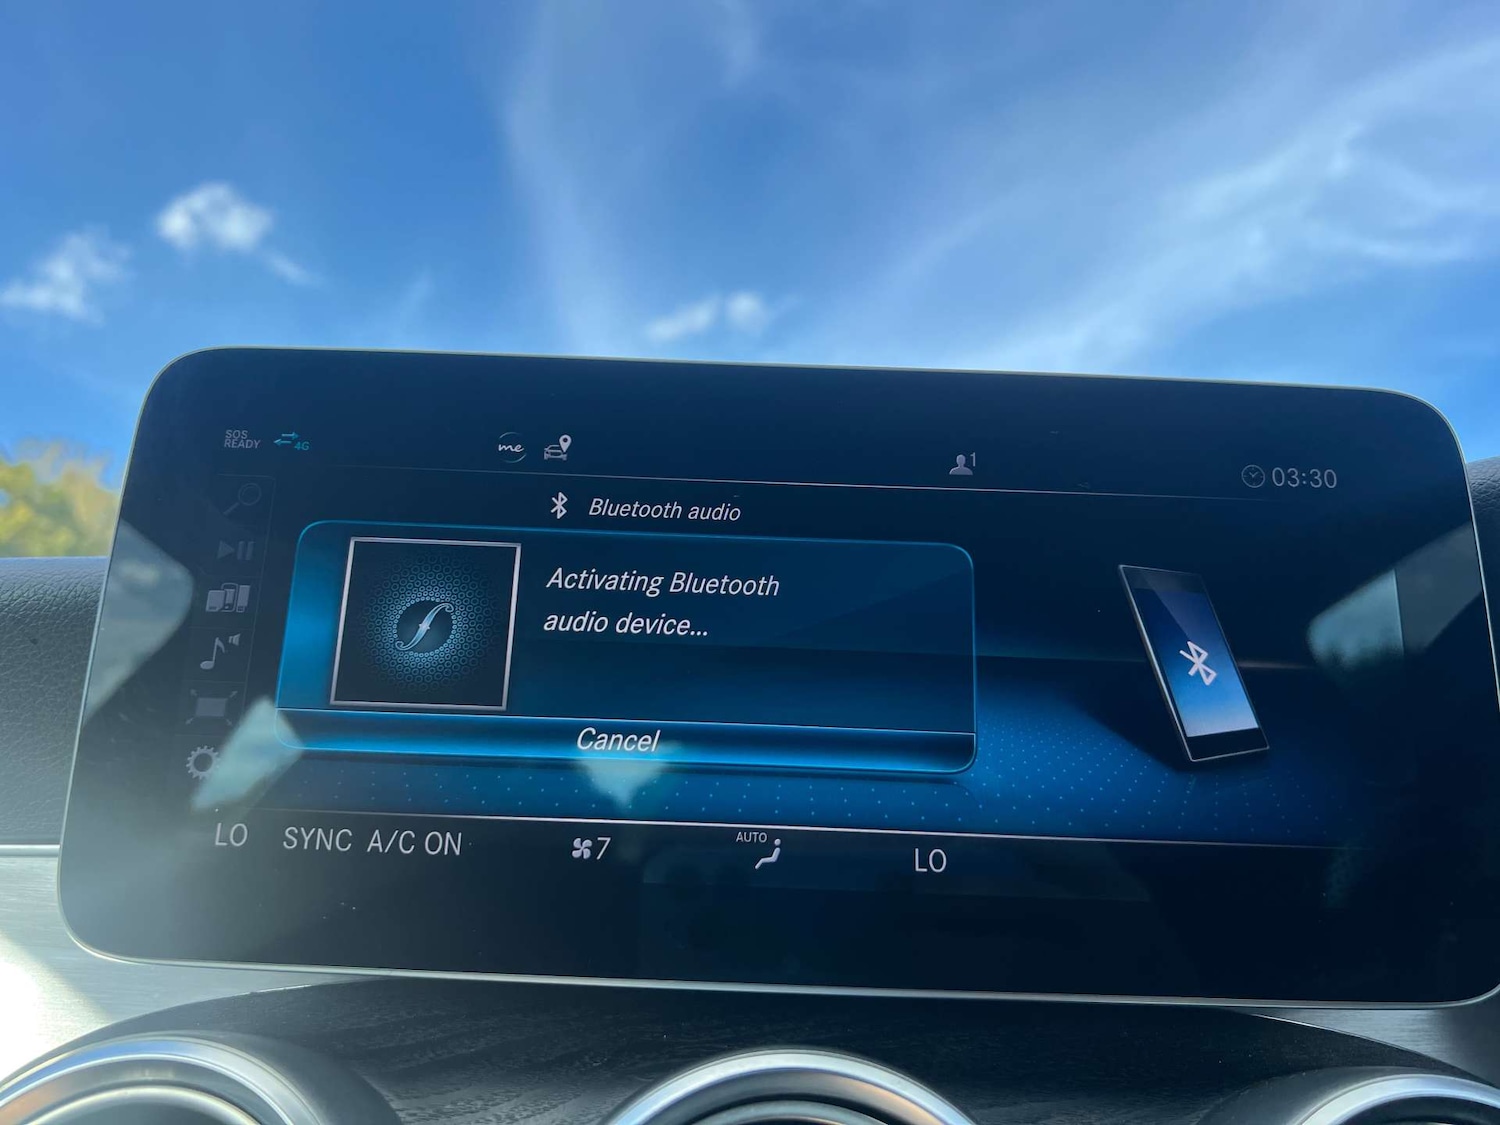 SOS
READY
4G
me
1
03:30
Bluetooth audio
Activating Bluetooth
audio device...
Cancel
LO SYNC A/C ON 7 AUTO LO